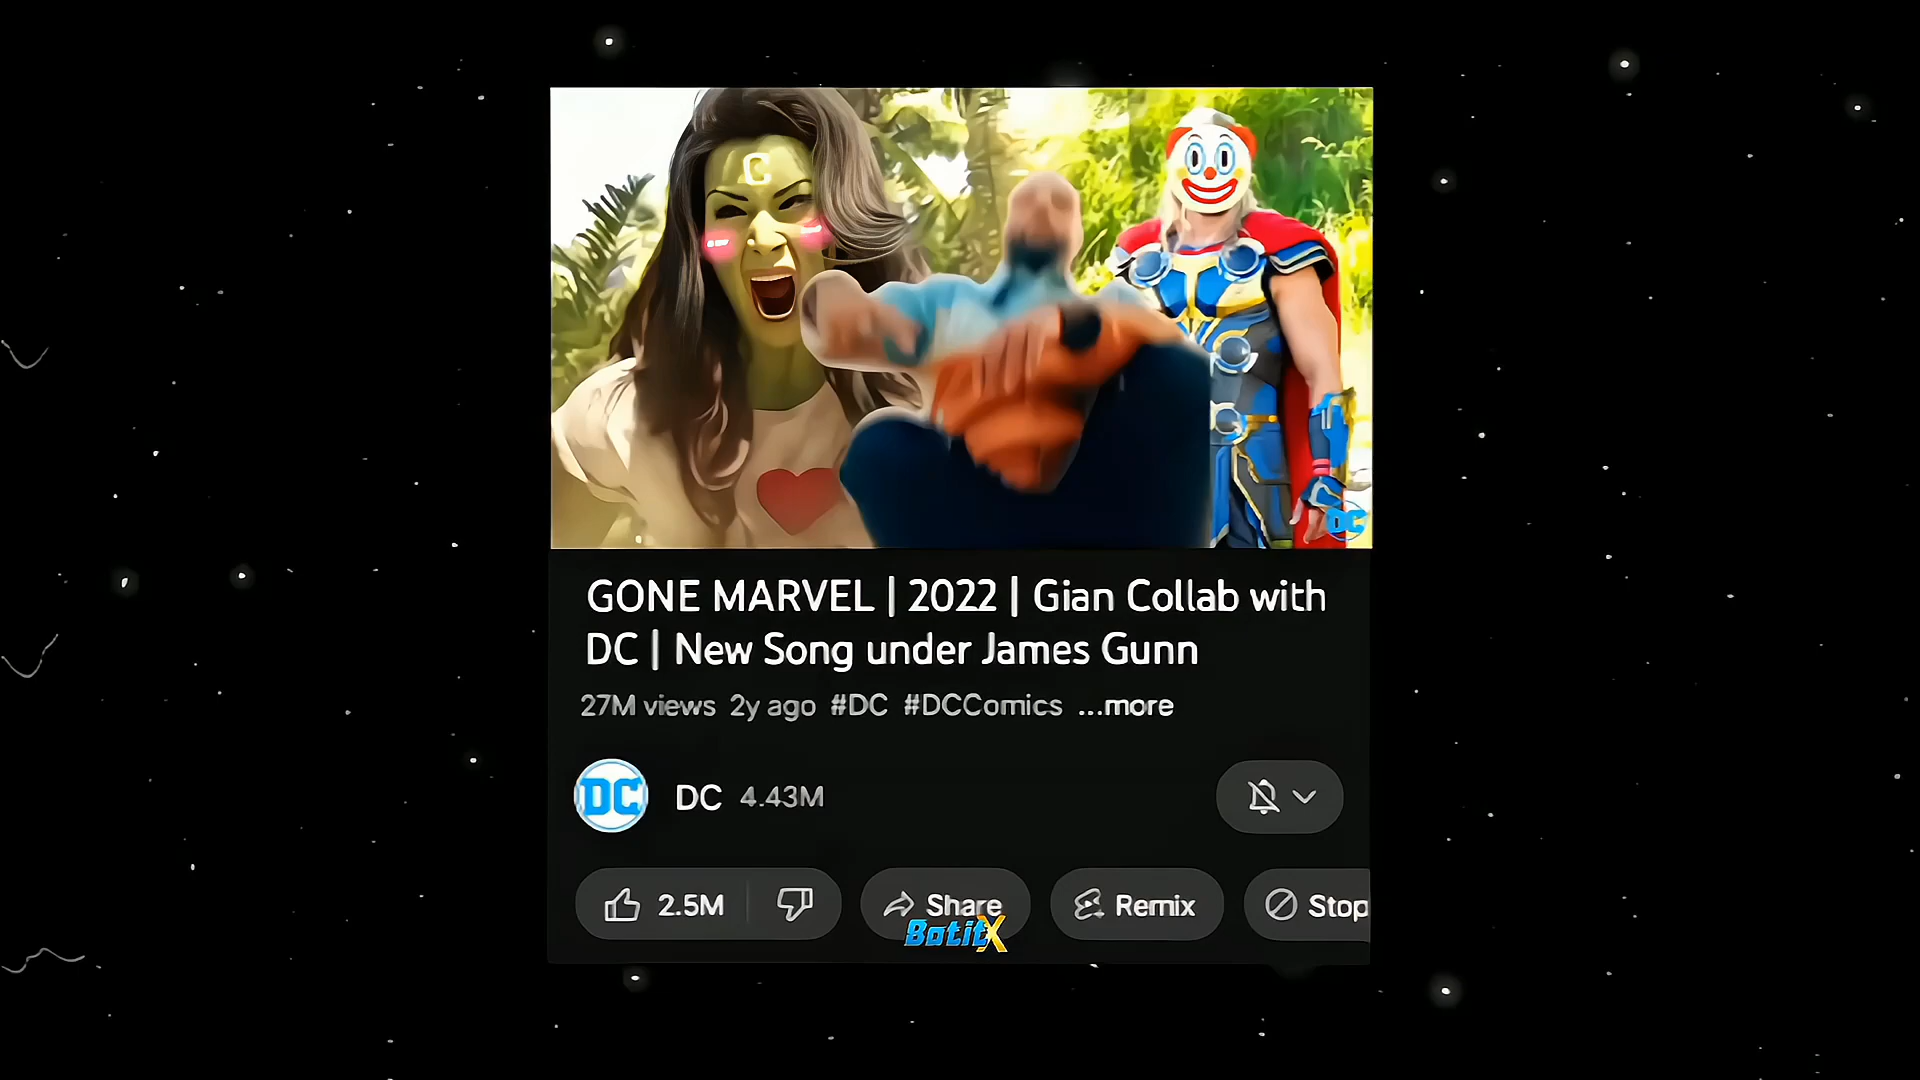 C
DC
GONE MARVEL | 2022 | Gian Collab with
DC | New Song under James Gunn
27M views 2y ago #DC #DCComics ...more
DC DC 4.43M
2.5M Share Remix Stop
BatitX